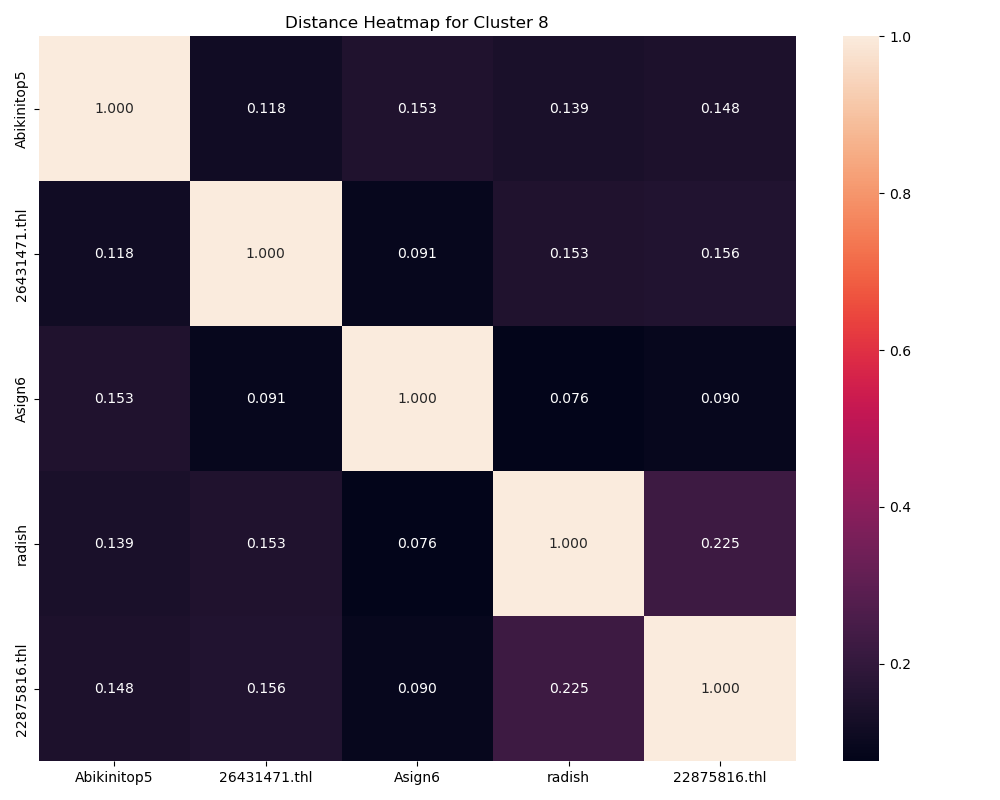 Distance Heatmap for Cluster 8
Abikinitop5
1.000 0.118 0.153 0.139 0.148
26431471.thl
0.118 1.000 0.091 0.153 0.156
Asign6
0.153 0.091 1.000 0.076 0.090
radish
0.139 0.153 0.076 1.000 0.225
22875816.thl
0.148 0.156 0.090 0.225 1.000
Abikinitop5 26431471.thl Asign6 radish 22875816.thl
1.0
0.8
0.6
0.4
0.2